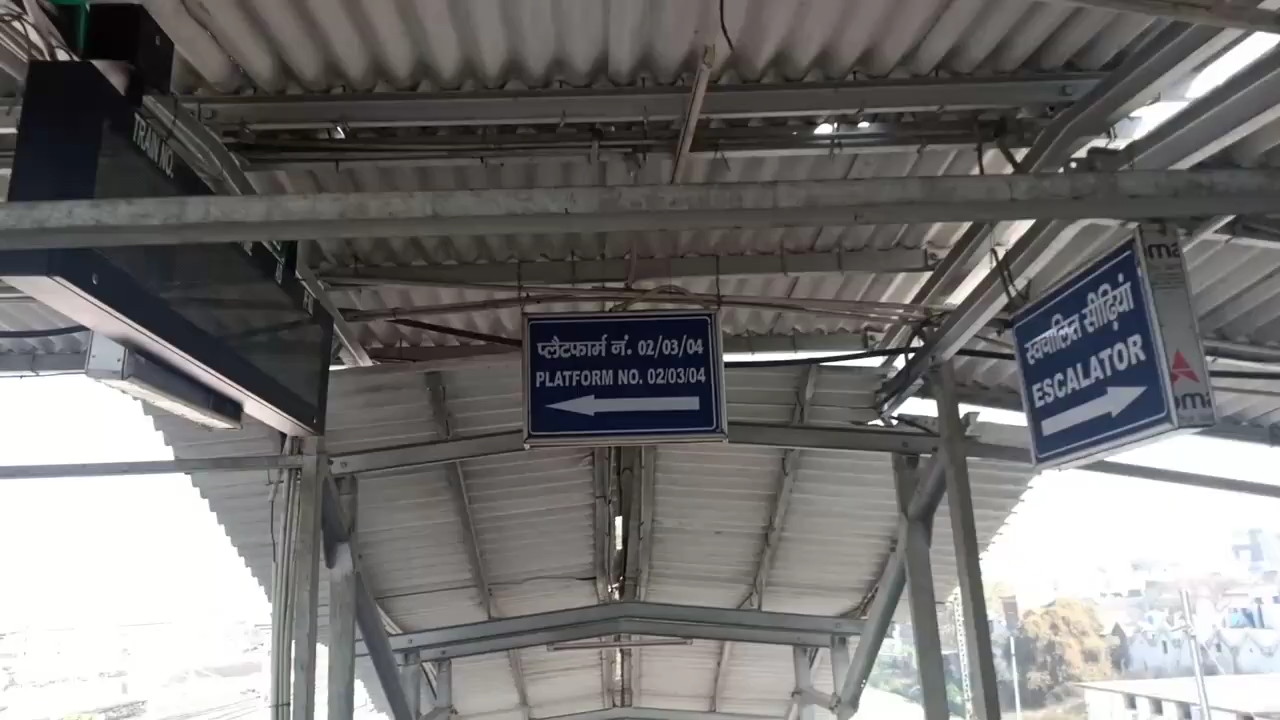 TRAIN NO.
प्लैटफार्म नं. 02/03/04
PLATFORM NO. 02/03/04
स्वचालित सीढ़ियां
ESCALATOR